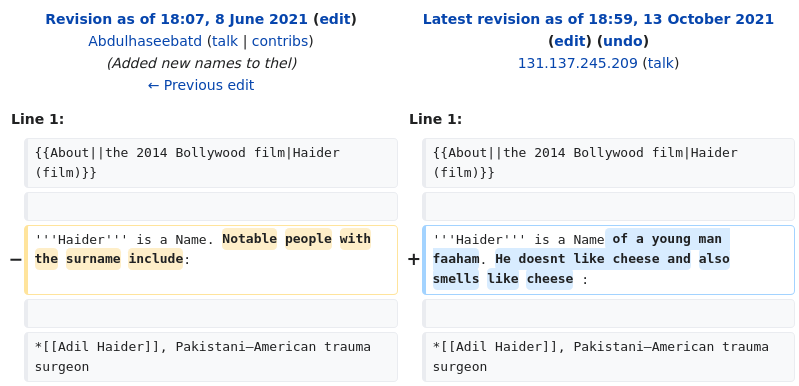 Revision as of 18:07, 8 June 2021 (edit)
Abdulhaseebatd (talk | contribs)
(Added new names to thel)
← Previous edit
Latest revision as of 18:59, 13 October 2021
(edit) (undo)
131.137.245.209 (talk)
Line 1:
{{About||the 2014 Bollywood film|Haider
(film)}}
− '''Haider''' is a Name. Notable people with
the surname include:
*[[Adil Haider]], Pakistani–American trauma
surgeon
Line 1:
{{About||the 2014 Bollywood film|Haider
(film)}}
+ '''Haider''' is a Name of a young man
faaham. He doesnt like cheese and also
smells like cheese :
*[[Adil Haider]], Pakistani–American trauma
surgeon